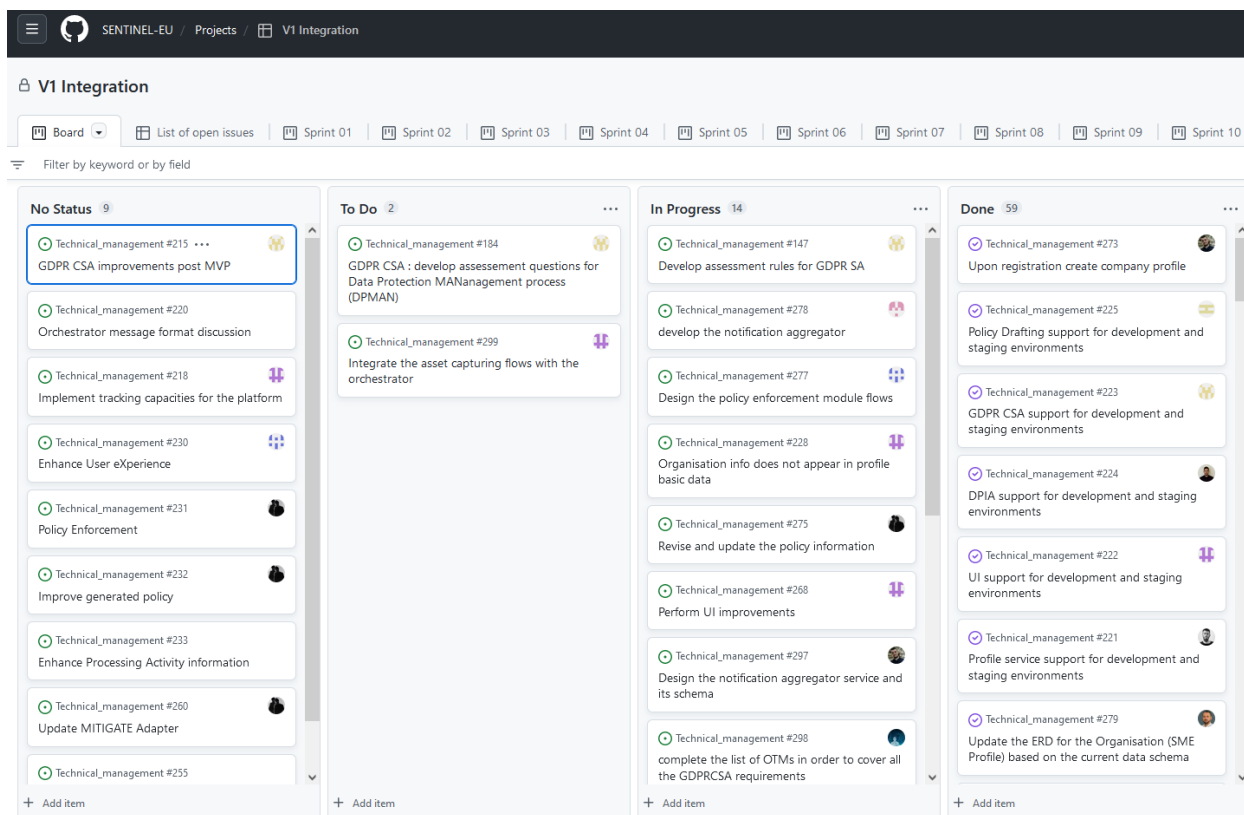 SENTINEL-EU / Projects / V1 Integration
V1 Integration
Board
List of open issues
Sprint 01
Sprint 02
Sprint 03
Sprint 04
Sprint 05
Sprint 06
Sprint 07
Sprint 08
Sprint 09
Sprint 10
Filter by keyword or by field
No Status 9
Technical_management #215 ...
GDPR CSA improvements post MVP
Technical_management #220
Orchestrator message format discussion
Technical_management #218
Implement tracking capacities for the platform
Technical_management #230
Enhance User eXperience
Technical_management #231
Policy Enforcement
Technical_management #232
Improve generated policy
Technical_management #233
Enhance Processing Activity information
Technical_management #260
Update MITIGATE Adapter
Technical_management #255
+ Add item
To Do 2 ...
Technical_management #184
GDPR CSA : develop assessement questions for
Data Protection MANanagement process
(DPMAN)
Technical_management #299
Integrate the asset capturing flows with the
orchestrator
+ Add item
In Progress 14 ...
Technical_management #147
Develop assessment rules for GDPR SA
Technical_management #278
develop the notification aggregator
Technical_management #277
Design the policy enforcement module flows
Technical_management #228
Organisation info does not appear in profile
basic data
Technical_management #275
Revise and update the policy information
Technical_management #268
Perform UI improvements
Technical_management #297
Design the notification aggregator service and
its schema
Technical_management #298
complete the list of OTMs in order to cover all
the GDPRCSA requirements
+ Add item
Done 59 ...
Technical_management #273
Upon registration create company profile
Technical_management #225
Policy Drafting support for development and
staging environments
Technical_management #223
GDPR CSA support for development and
staging environments
Technical_management #224
DPIA support for development and staging
environments
Technical_management #222
UI support for development and staging
environments
Technical_management #221
Profile service support for development and
staging environments
Technical_management #279
Update the ERD for the Organisation (SME
Profile) based on the current data schema
+ Add item